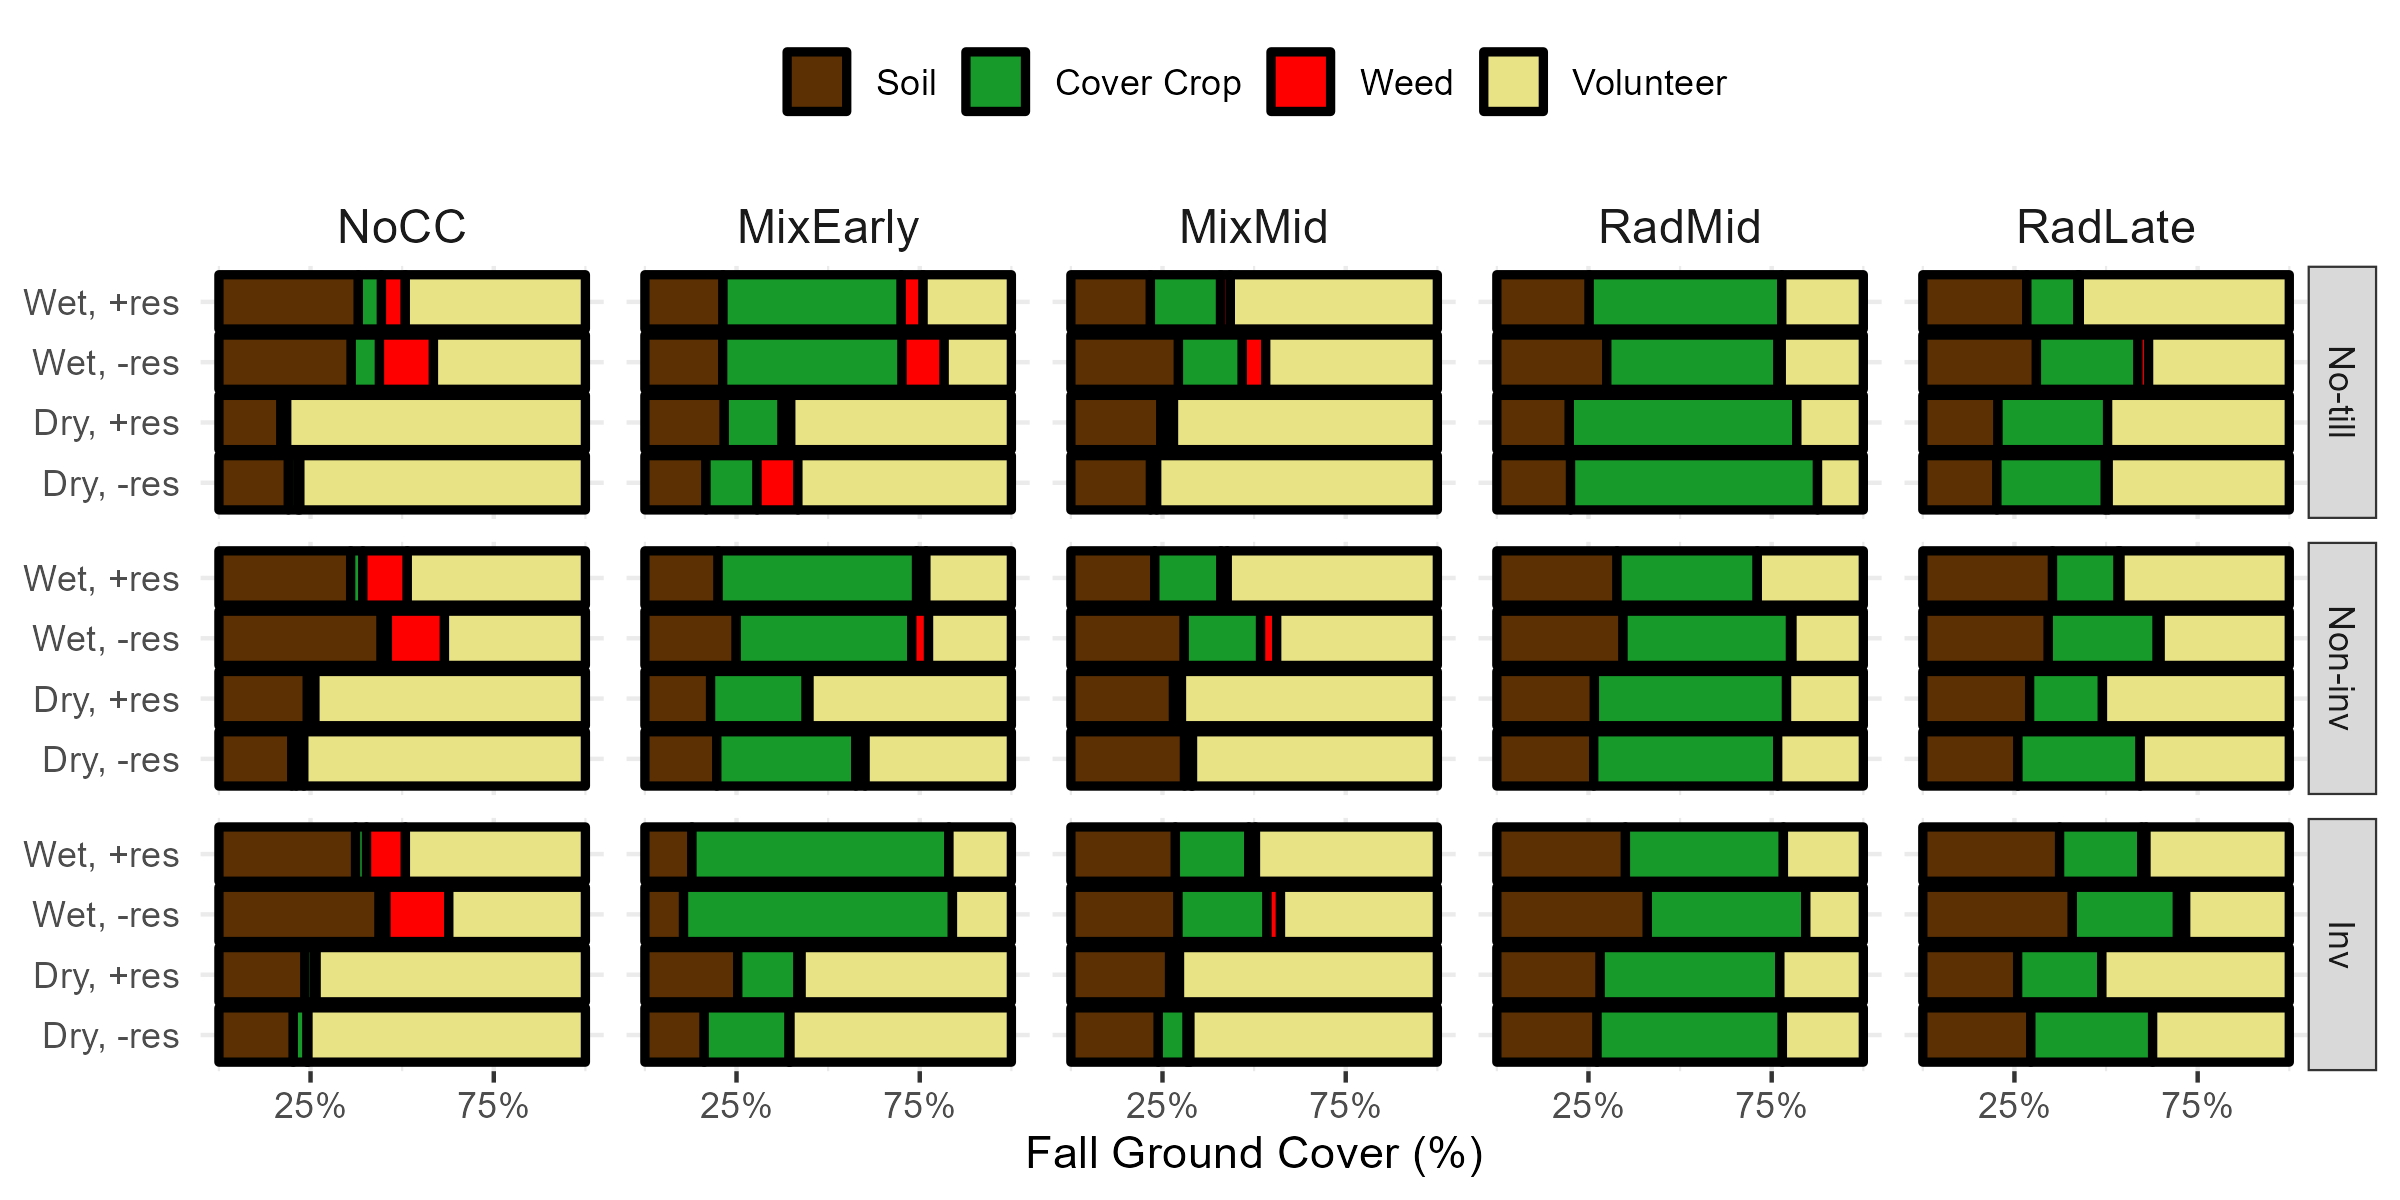 Soil Cover Crop Weed Volunteer
NoCC MixEarly MixMid RadMid RadLate
Wet, +res
Wet, -res
Dry, +res
Dry, -res
No-till
Wet, +res
Wet, -res
Dry, +res
Dry, -res
Non-inv
Wet, +res
Wet, -res
Dry, +res
Dry, -res
Inv
25% 75% 25% 75% 25% 75% 25% 75% 25% 75%
Fall Ground Cover (%)